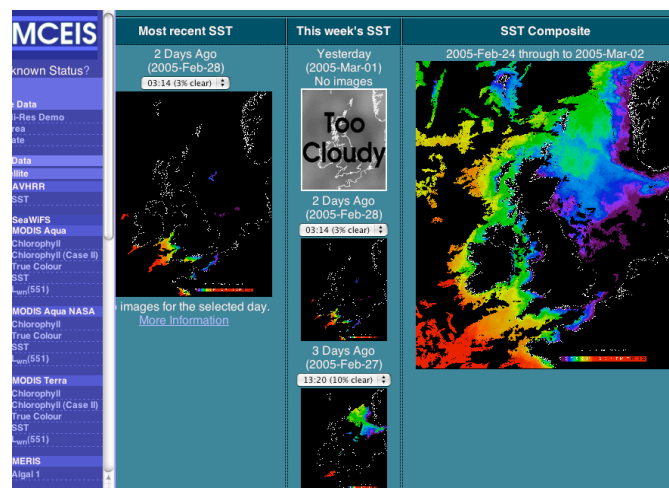 MCEIS
known Status?
e Data
i-Res Demo
rea
ate
Data
llite
AVHRR
SST
SeaWiFS
MODIS Aqua
Chlorophyll
Chlorophyll (Case II)
True Colour
SST
Lwn(551)
MODIS Aqua NASA
Chlorophyll
True Colour
SST
Lwn(551)
MODIS Terra
Chlorophyll
Chlorophyll (Case II)
True Colour
Lwn(551)
MERIS
Algal 1
Most recent SST
2 Days Ago
(2005-Feb-28)
03:14 (3% clear)
images for the selected day.
More Information
This week's SST
Yesterday
(2005-Mar-01)
No images
Too
Cloudy
2 Days Ago
(2005-Feb-28)
03:14 (3% clear)
3 Days Ago
(2005-Feb-27)
13:20 (10% clear)
SST Composite
2005-Feb-24 through to 2005-Mar-02